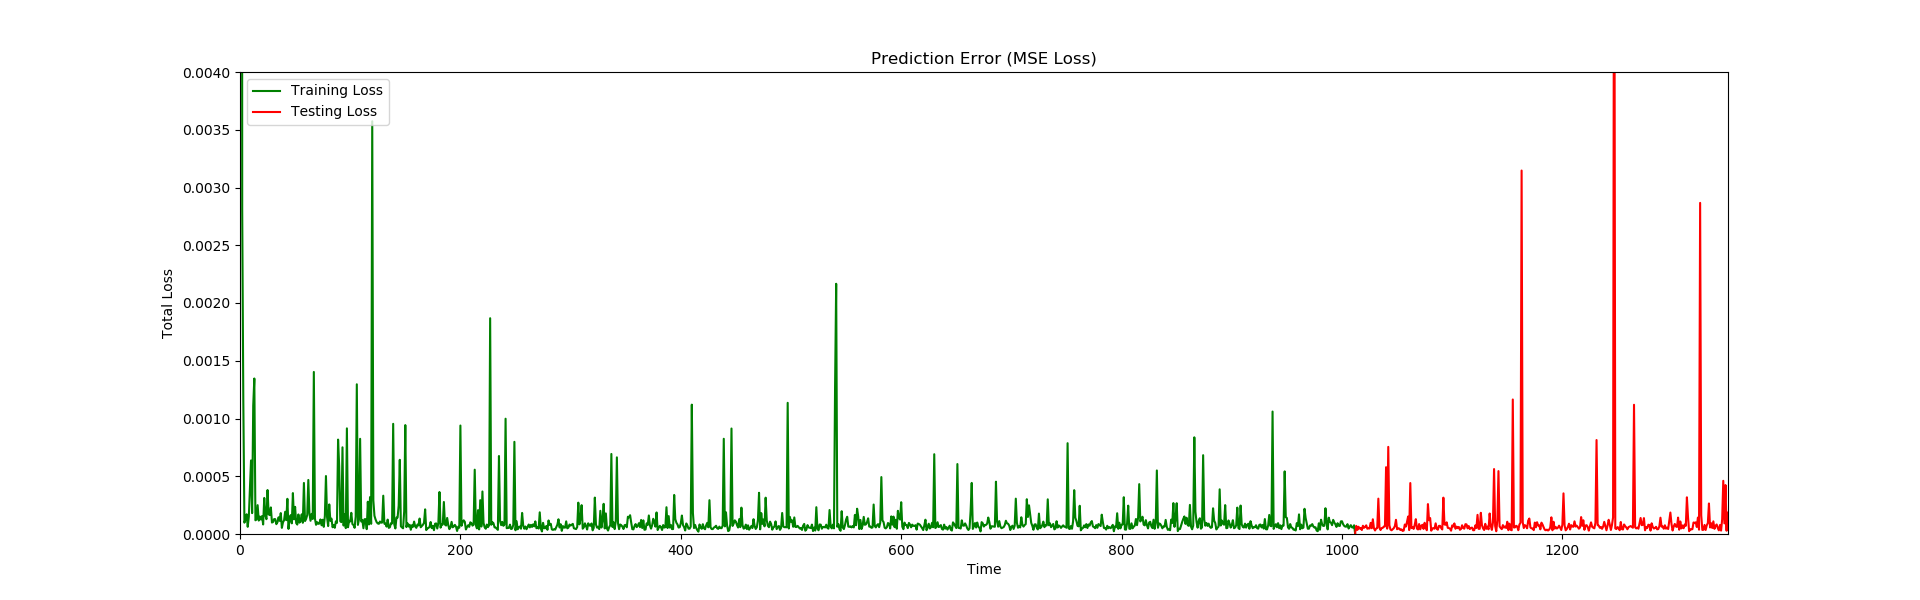 Prediction Error (MSE Loss)
0.0040
0.0035
0.0030
0.0025
0.0020
0.0015
0.0010
0.0005
0.0000
Total Loss
Training Loss
Testing Loss
0 200 400 600 800 1000 1200
Time